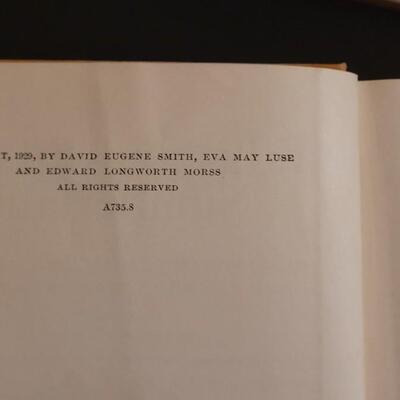 T, 1929, BY DAVID EUGENE SMITH, EVA MAY LUSE
AND EDWARD LONGWORTH MORSS
ALL RIGHTS RESERVED
A735.8